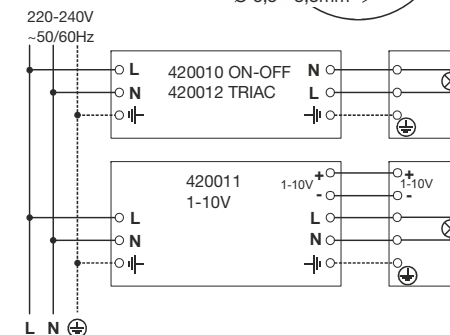 220-240V
~50/60Hz
L 420010 ON-OFF N
N 420012 TRIAC L
420011
1-10V
1-10V + + 1-10V
- -
L L
N N
L N